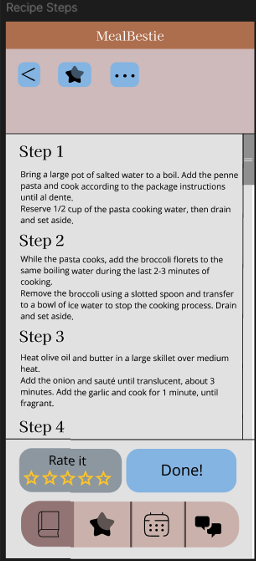 Recipe Steps
MealBestie
Step 1
Bring a large pot of salted water to a boil. Add the penne
pasta and cook according to the package instructions
until al dente.
Reserve 1/2 cup of the pasta cooking water, then drain
and set aside.
Step 2
While the pasta cooks, add the broccoli florets to the
same boiling water during the last 2-3 minutes of
cooking.
Remove the broccoli using a slotted spoon and transfer
to a bowl of ice water to stop the cooking process. Drain
and set aside.
Step 3
Heat olive oil and butter in a large skillet over medium
heat.
Add the onion and sauté until translucent, about 3
minutes. Add the garlic and cook for 1 minute, until
fragrant.
Step 4
Rate it
Done!